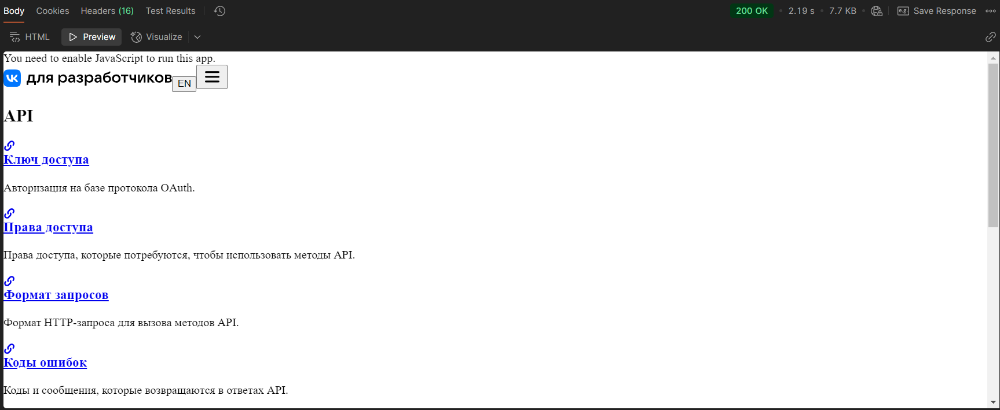 Body Cookies Headers (16) Test Results 200 OK 2.19 s 7.7 KB e.g. Save Response
HTML Preview Visualize
You need to enable JavaScript to run this app.
для разработчиков EN
API
Ключ доступа
Авторизация на базе протокола OAuth.
Права доступа
Права доступа, которые потребуются, чтобы использовать методы API.
Формат запросов
Формат HTTP-запроса для вызова методов API.
Коды ошибок
Коды и сообщения, которые возвращаются в ответах API.